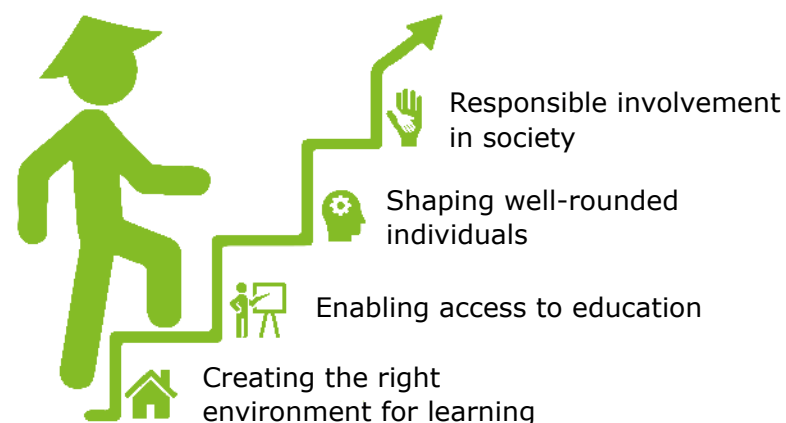 Responsible involvement
in society
Shaping well-rounded
individuals
Enabling access to education
Creating the right
environment for learning